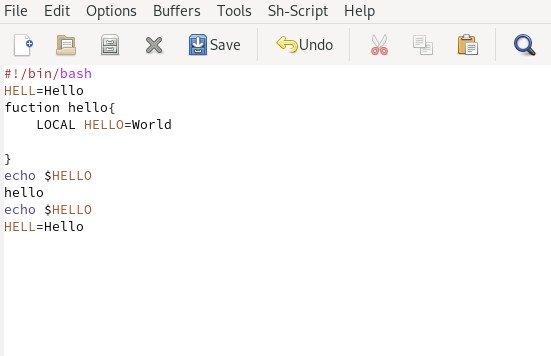 File Edit Options Buffers Tools Sh-Script Help
Save Undo
#!/bin/bash
HELL=Hello
fuction hello{
    LOCAL HELLO=World

}
echo $HELLO
hello
echo $HELLO
HELL=Hello